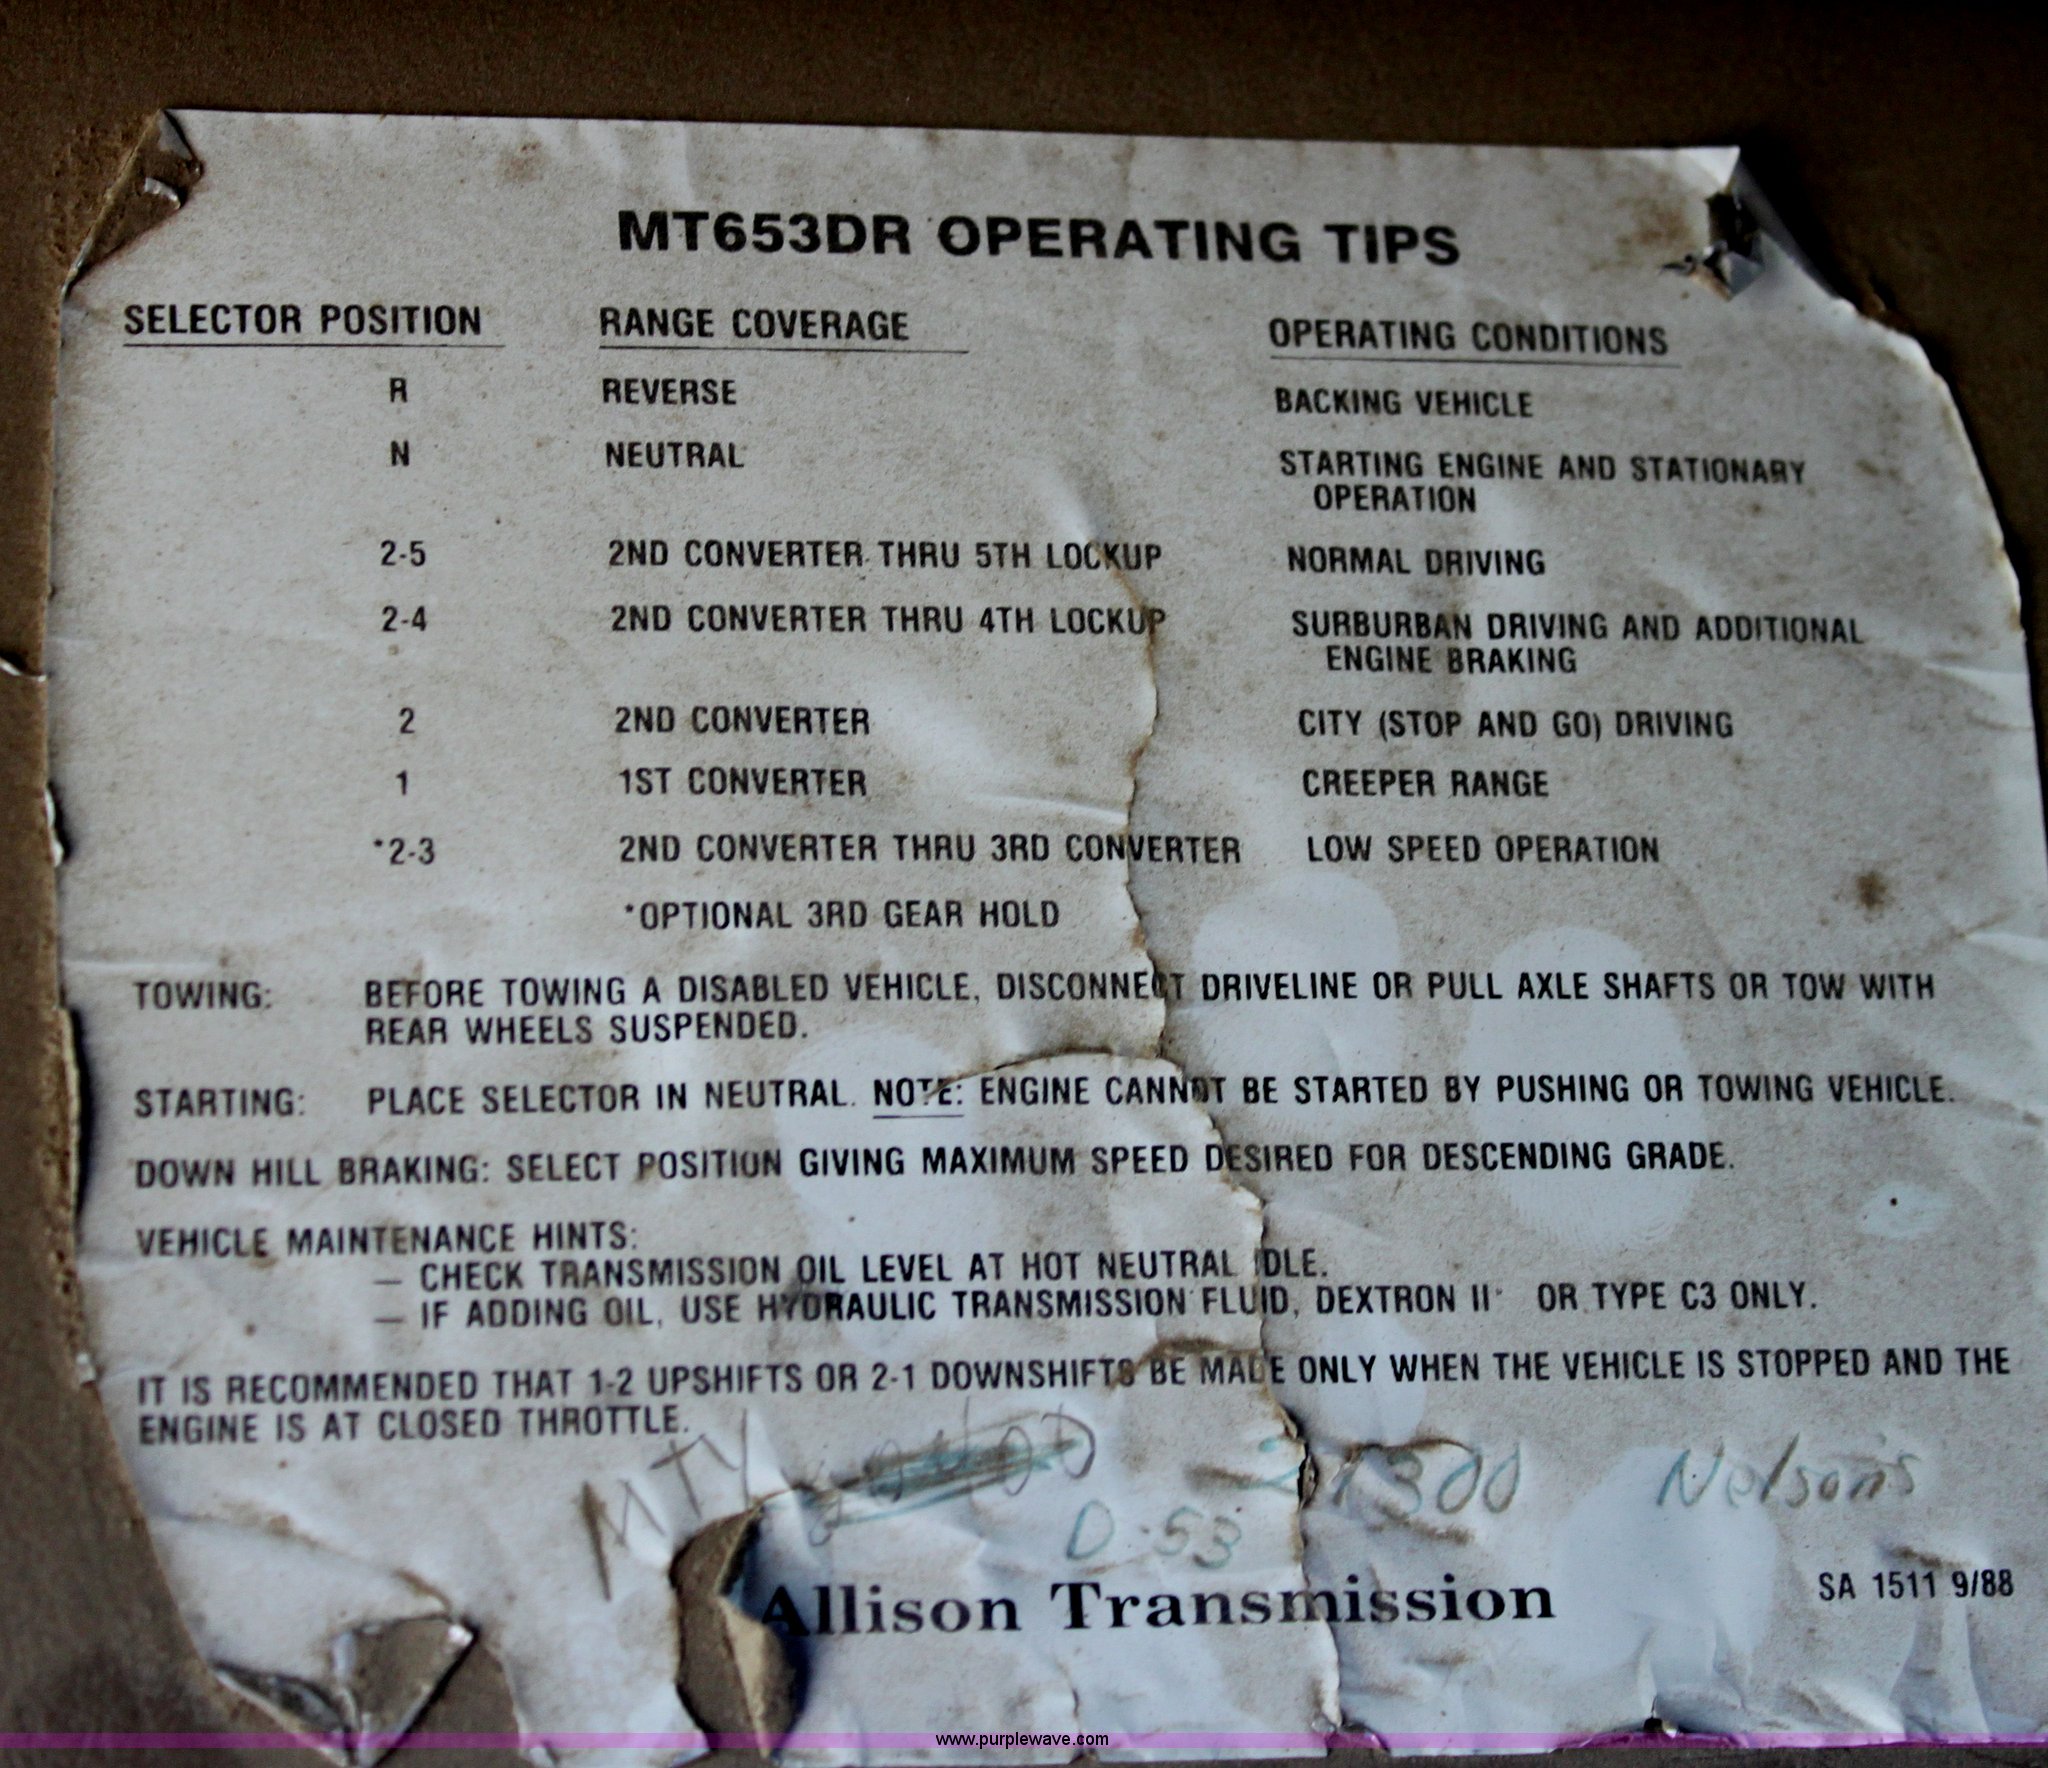 MT653DR OPERATING TIPS
SELECTOR POSITION RANGE COVERAGE OPERATING CONDITIONS
R REVERSE BACKING VEHICLE
N NEUTRAL STARTING ENGINE AND STATIONARY
OPERATION
2-5 2ND CONVERTER THRU 5TH LOCKUP NORMAL DRIVING
2-4 2ND CONVERTER THRU 4TH LOCKUP SURBURBAN DRIVING AND ADDITIONAL
ENGINE BRAKING
2 2ND CONVERTER CITY (STOP AND GO) DRIVING
1 1ST CONVERTER CREEPER RANGE
*2-3 2ND CONVERTER THRU 3RD CONVERTER LOW SPEED OPERATION
*OPTIONAL 3RD GEAR HOLD
TOWING: BEFORE TOWING A DISABLED VEHICLE, DISCONNECT DRIVELINE OR PULL AXLE SHAFTS OR TOW WITH
REAR WHEELS SUSPENDED.
STARTING: PLACE SELECTOR IN NEUTRAL. NOTE: ENGINE CANNOT BE STARTED BY PUSHING OR TOWING VEHICLE.
DOWN HILL BRAKING: SELECT POSITION GIVING MAXIMUM SPEED DESIRED FOR DESCENDING GRADE.
VEHICLE MAINTENANCE HINTS:
— CHECK TRANSMISSION OIL LEVEL AT HOT NEUTRAL IDLE.
— IF ADDING OIL, USE HYDRAULIC TRANSMISSION FLUID, DEXTRON II* OR TYPE C3 ONLY.
IT IS RECOMMENDED THAT 1-2 UPSHIFTS OR 2-1 DOWNSHIFTS BE MADE ONLY WHEN THE VEHICLE IS STOPPED AND THE
ENGINE IS AT CLOSED THROTTLE.
MTY 21300 Nelson's
D-53
Allison Transmission
SA 1511 9/88
www.purplewave.com